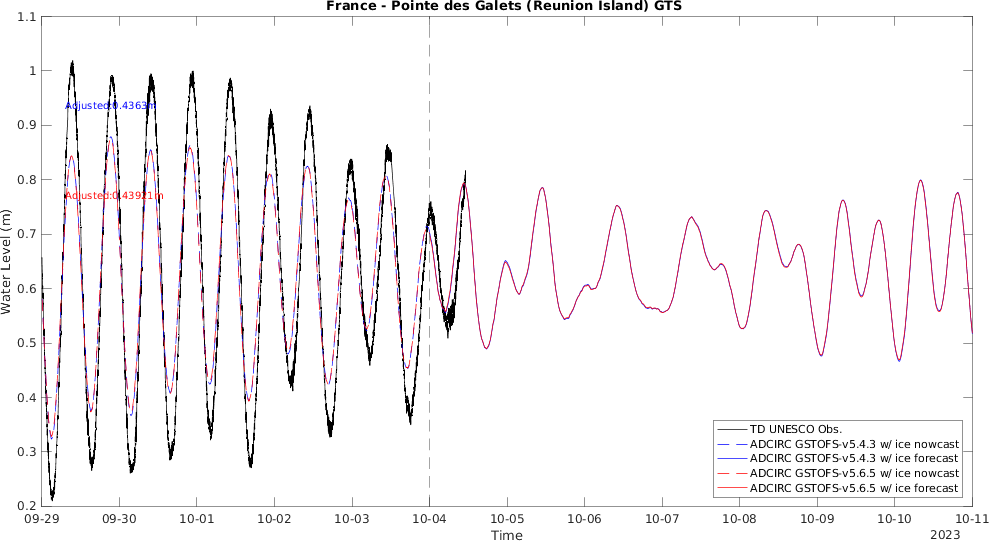 France - Pointe des Galets (Reunion Island) GTS
1.1
1
0.9
0.8
0.7
0.6
0.5
0.4
0.3
0.2
Water Level (m)
Adjusted:0.4363m
Adjusted:0.43921m
TD UNESCO Obs.
ADCIRC GSTOFS-v5.4.3 w/ ice nowcast
ADCIRC GSTOFS-v5.4.3 w/ ice forecast
ADCIRC GSTOFS-v5.6.5 w/ ice nowcast
ADCIRC GSTOFS-v5.6.5 w/ ice forecast
09-29 09-30 10-01 10-02 10-03 10-04 10-05 10-06 10-07 10-08 10-09 10-10 10-11
Time
2023